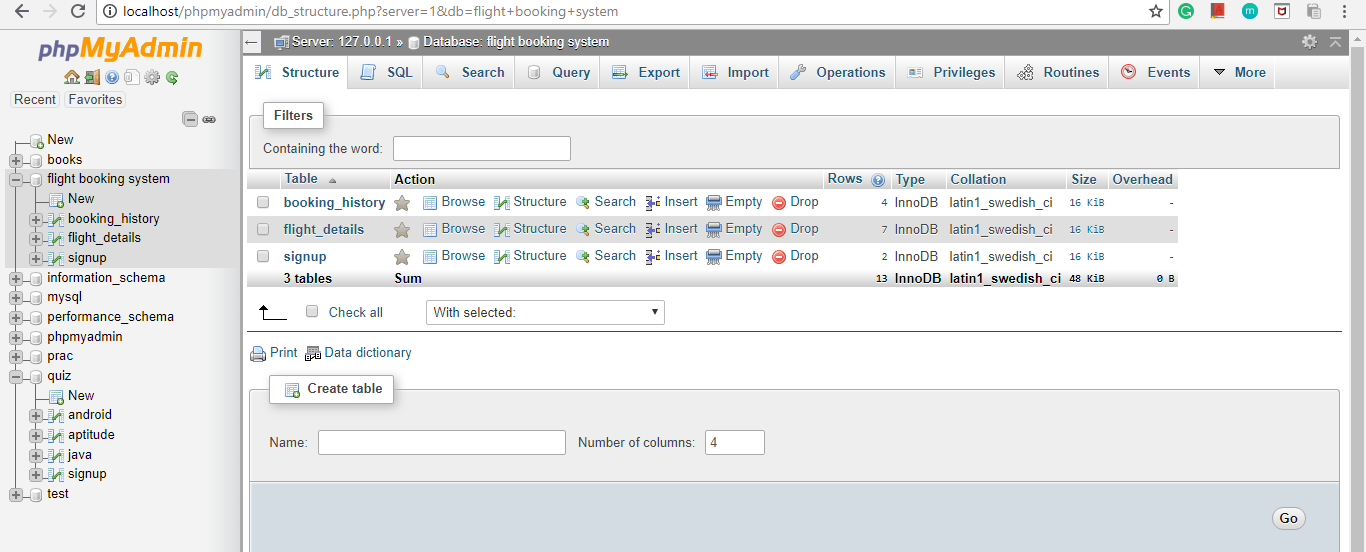 localhost/phpmyadmin/db_structure.php?server=1&db=flight+booking+system
phpMyAdmin
Recent Favorites
New
books
flight booking system
New
booking_history
flight_details
signup
information_schema
mysql
performance_schema
phpmyadmin
prac
quiz
New
android
aptitude
java
signup
test
Server: 127.0.0.1 » Database: flight booking system
Structure SQL Search Query Export Import Operations Privileges Routines Events More
Filters
Containing the word:
Table Action Rows Type Collation Size Overhead
booking_history Browse Structure Search Insert Empty Drop 4 InnoDB latin1_swedish_ci 16 KiB -
flight_details Browse Structure Search Insert Empty Drop 7 InnoDB latin1_swedish_ci 16 KiB -
signup Browse Structure Search Insert Empty Drop 2 InnoDB latin1_swedish_ci 16 KiB -
3 tables Sum 13 InnoDB latin1_swedish_ci 48 KiB 0 B
Check all With selected:
Print Data dictionary
Create table
Name: Number of columns: 4
Go